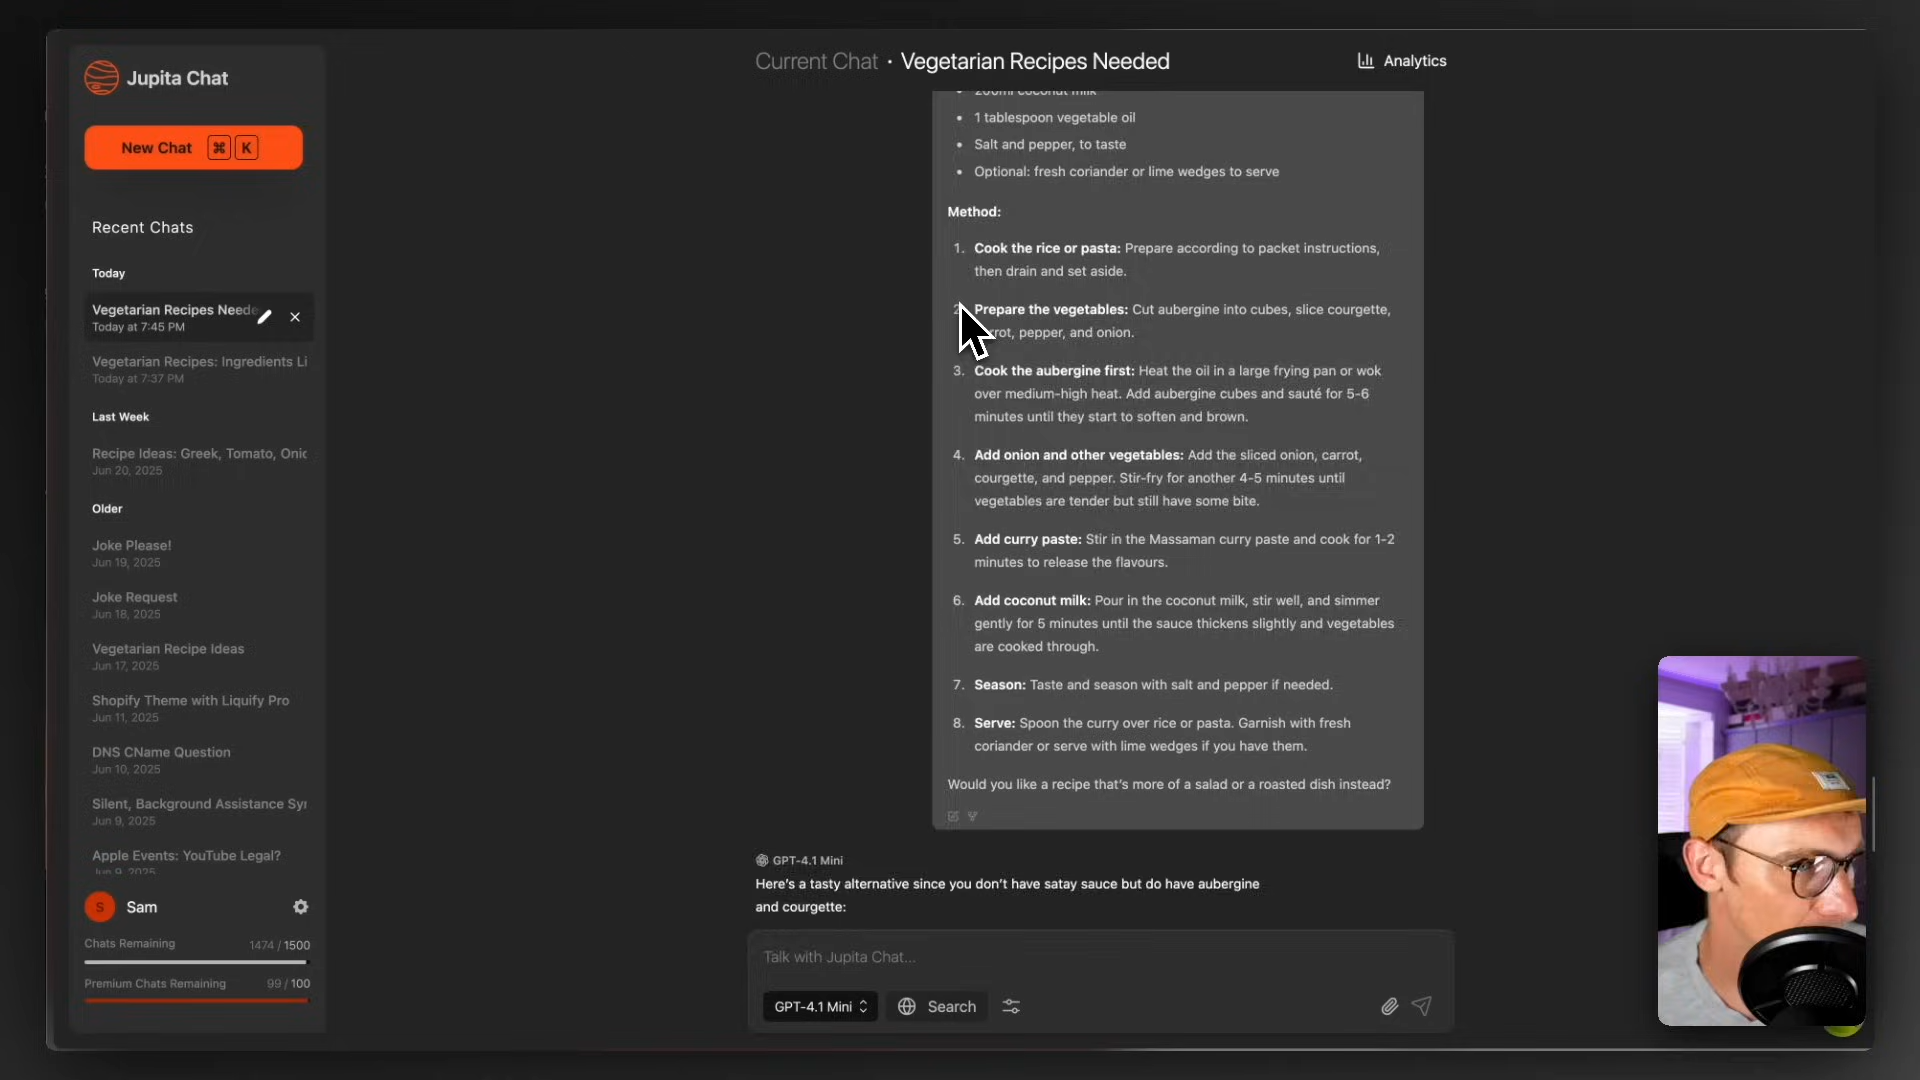 Jupita Chat
New Chat ⌘ K
Recent Chats
Today
Vegetarian Recipes Neede
Today at 7:45 PM
Vegetarian Recipes: Ingredients Li
Today at 7:37 PM
Last Week
Recipe Ideas: Greek, Tomato, Onic
Jun 20, 2025
Older
Joke Please!
Jun 19, 2025
Joke Request
Jun 18, 2025
Vegetarian Recipe Ideas
Jun 17, 2025
Shopify Theme with Liquify Pro
Jun 11, 2025
DNS CName Question
Jun 10, 2025
Silent, Background Assistance Sy
Jun 9, 2025
Apple Events: YouTube Legal?
Jun 9, 2025
S Sam
Chats Remaining 1474 / 1500
Premium Chats Remaining 99 / 100
Current Chat • Vegetarian Recipes Needed
Analytics
• 200ml coconut milk
• 1 tablespoon vegetable oil
• Salt and pepper, to taste
• Optional: fresh coriander or lime wedges to serve
Method:
1. Cook the rice or pasta: Prepare according to packet instructions,
then drain and set aside.
2. Prepare the vegetables: Cut aubergine into cubes, slice courgette,
rot, pepper, and onion.
3. Cook the aubergine first: Heat the oil in a large frying pan or wok
over medium-high heat. Add aubergine cubes and sauté for 5-6
minutes until they start to soften and brown.
4. Add onion and other vegetables: Add the sliced onion, carrot,
courgette, and pepper. Stir-fry for another 4-5 minutes until
vegetables are tender but still have some bite.
5. Add curry paste: Stir in the Massaman curry paste and cook for 1-2
minutes to release the flavours.
6. Add coconut milk: Pour in the coconut milk, stir well, and simmer
gently for 5 minutes until the sauce thickens slightly and vegetables
are cooked through.
7. Season: Taste and season with salt and pepper if needed.
8. Serve: Spoon the curry over rice or pasta. Garnish with fresh
coriander or serve with lime wedges if you have them.
Would you like a recipe that's more of a salad or a roasted dish instead?
GPT-4.1 Mini
Here's a tasty alternative since you don't have satay sauce but do have aubergine
and courgette:
Talk with Jupita Chat...
GPT-4.1 Mini
Search